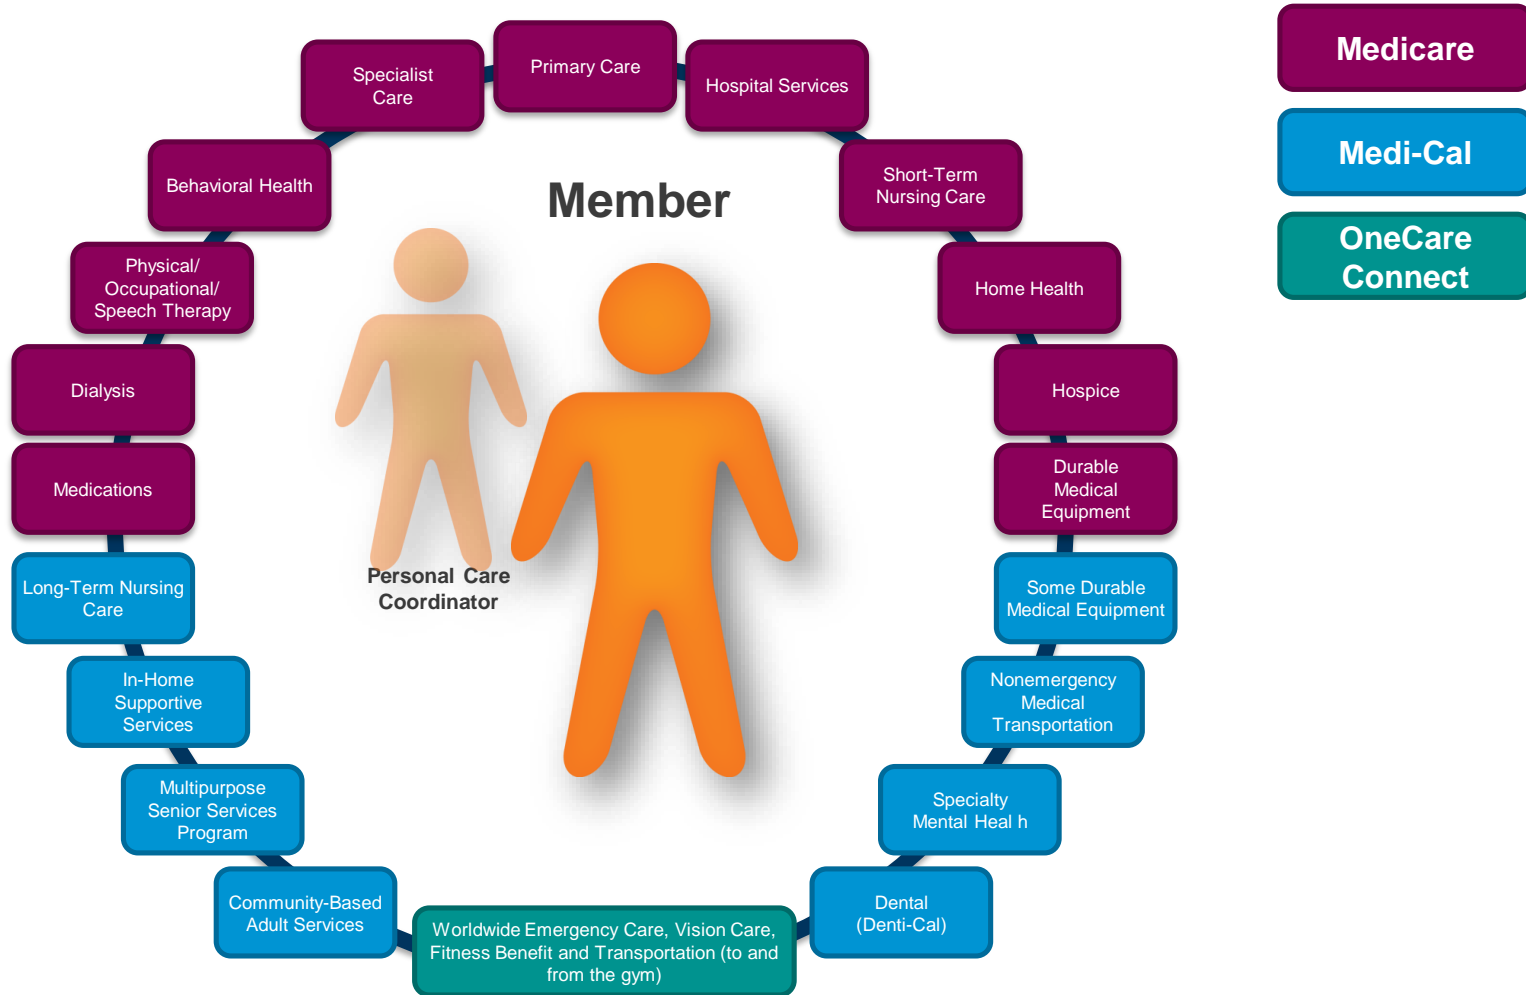 Medicare
Medi-Cal
OneCare
Connect
Primary Care
Specialist
Care
Hospital Services
Behavioral Health
Short-Term
Nursing Care
Member
Physical/
Occupational/
Speech Therapy
Home Health
Dialysis
Hospice
Medications
Durable
Medical
Equipment
Personal Care
Coordinator
Long-Term Nursing
Care
Some Durable
Medical Equipment
In-Home
Supportive
Services
Nonemergency
Medical
Transportation
Multipurpose
Senior Services
Program
Specialty
Mental Heal h
Community-Based
Adult Services
Dental
(Denti-Cal)
Worldwide Emergency Care, Vision Care,
Fitness Benefit and Transportation (to and
from the gym)